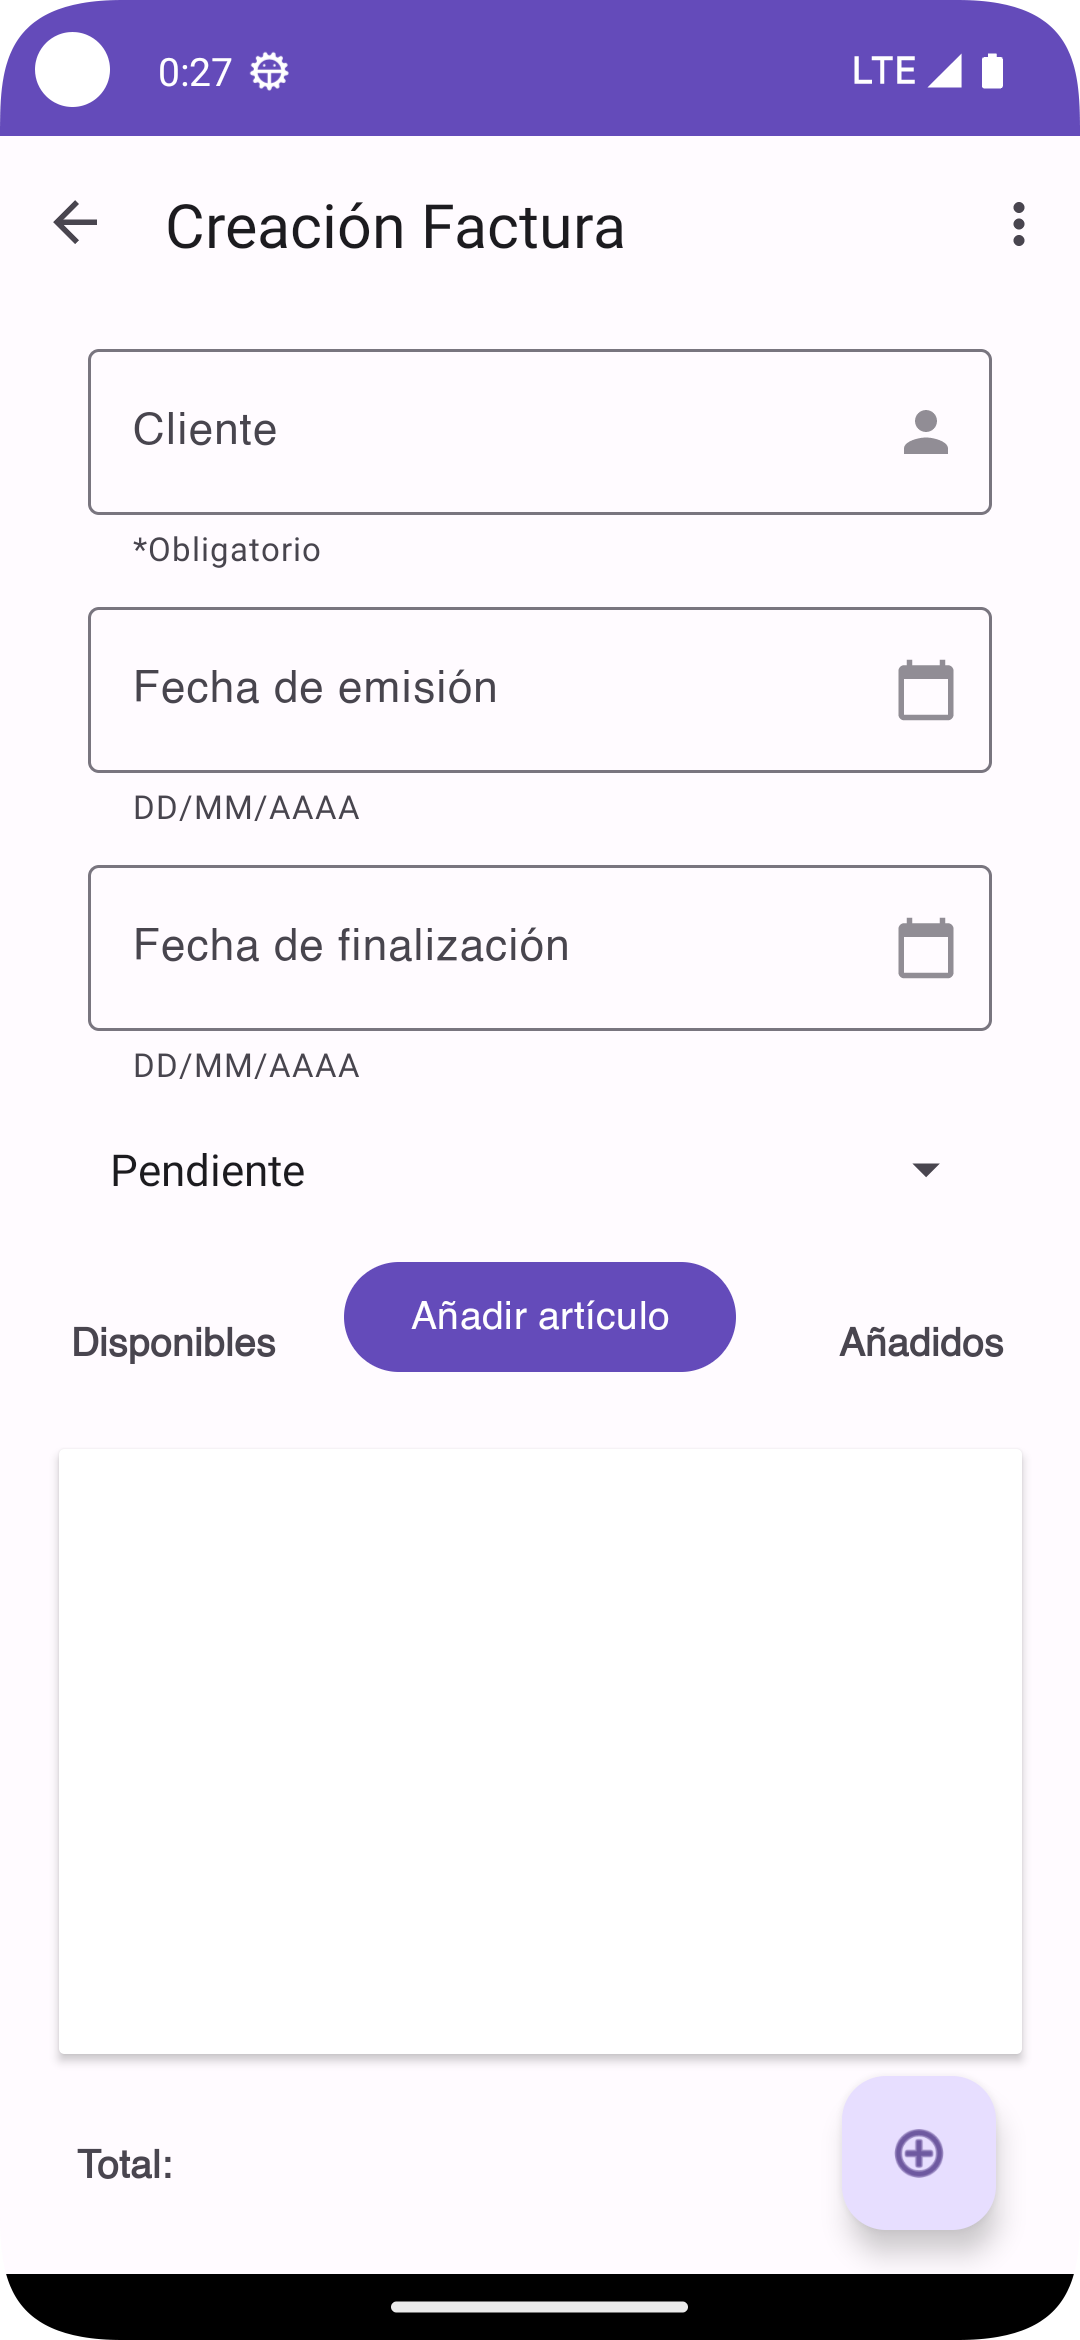 0:27 LTE
Creación Factura
Cliente
*Obligatorio
Fecha de emisión
DD/MM/AAAA
Fecha de finalización
DD/MM/AAAA
Pendiente
Disponibles Añadir artículo Añadidos
Total: